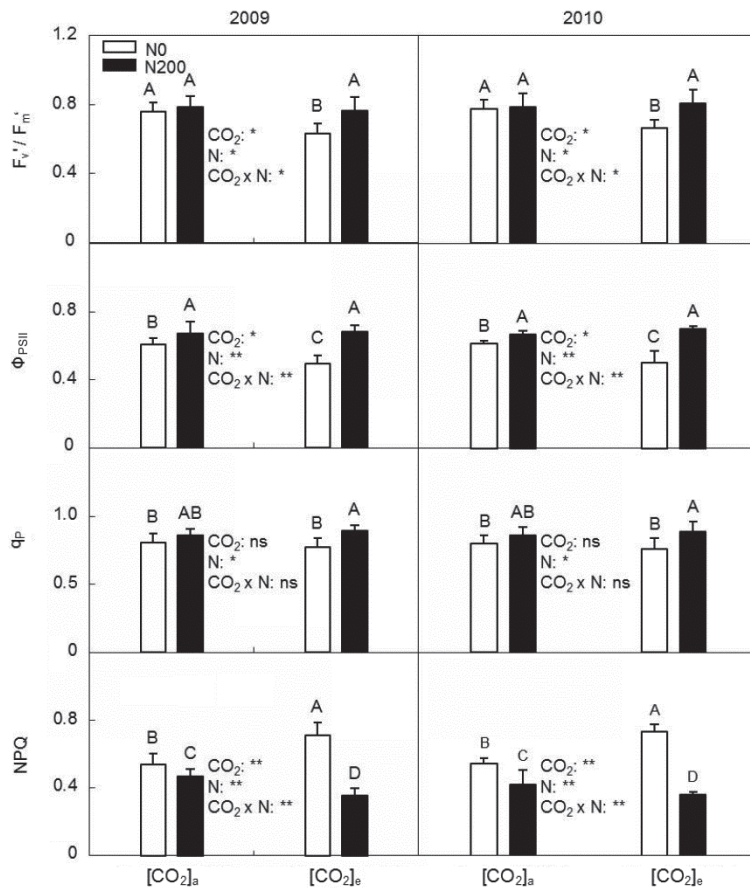 2009 2010
1.2
N0
N200
A A B A A A B A
0.8
CO₂: * CO₂: *
N: * N: *
CO₂ x N: * CO₂ x N: *
Fᵥ' / Fₘ'
0.4
0
0.8
B A C A B A C A
CO₂: * CO₂: *
N: ** N: **
CO₂ x N: ** CO₂ x N: **
Φ_PSII
0.4
0
B AB B A B AB B A
1.0
CO₂: ns CO₂: ns
N: * N: *
CO₂ x N: ns CO₂ x N: ns
q_P
0.5
0
0.8
B C A D B C A D
CO₂: ** CO₂: **
N: ** N: **
CO₂ x N: ** CO₂ x N: **
NPQ
0.4
0
[CO₂]ₐ [CO₂]ₑ [CO₂]ₐ [CO₂]ₑ